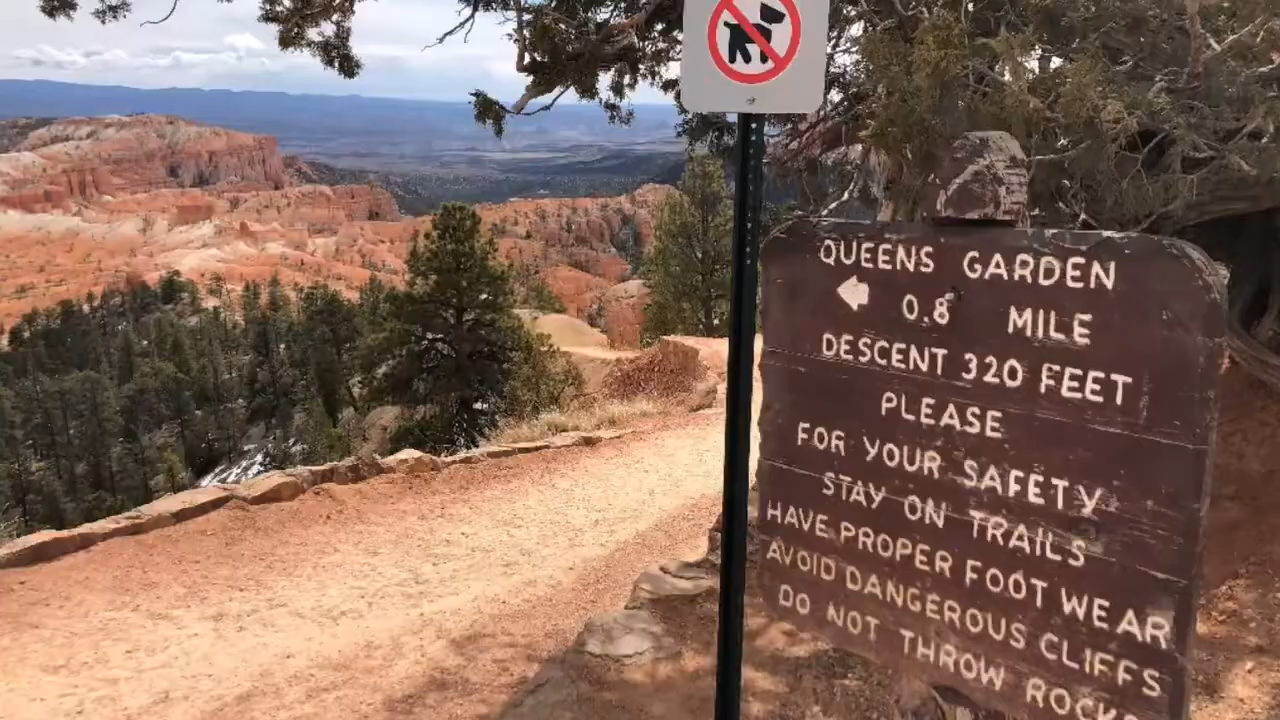 QUEENS GARDEN
0.8 MILE
DESCENT 320 FEET
PLEASE
FOR YOUR SAFETY
STAY ON TRAILS
HAVE PROPER FOOT WEAR
AVOID DANGEROUS CLIFFS
DO NOT THROW ROCK